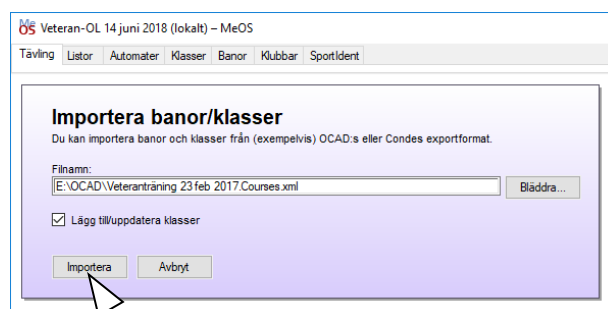 MeOS Veteran-OL 14 juni 2018 (lokalt) – MeOS
Tävling Listor Automater Klasser Banor Klubbar SportIdent
Importera banor/klasser
Du kan importera banor och klasser från (exempelvis) OCAD:s eller Condes exportformat.
Filnamn:
E:\OCAD\Veteranträning 23 feb 2017.Courses.xml Bläddra...
Lägg till/uppdatera klasser
Importera Avbryt